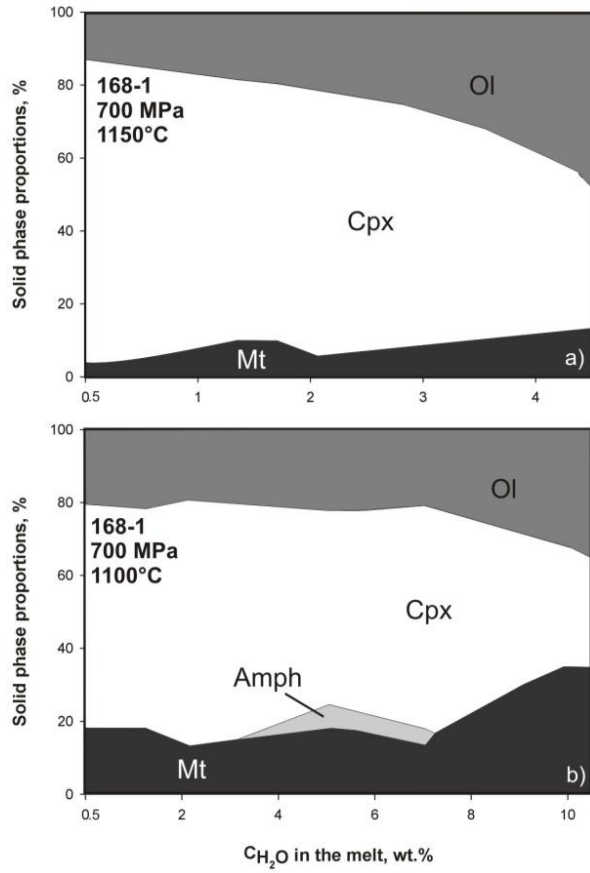 100
80
60
40
20
0
Solid phase proportions, %
168-1
700 MPa
1150°C
Ol
Cpx
Mt
a)
0.5 1 2 3 4
100
80
60
40
20
0
Solid phase proportions, %
168-1
700 MPa
1100°C
Ol
Cpx
Amph
Mt
b)
0.5 2 4 6 8 10
C_H₂O in the melt, wt.%